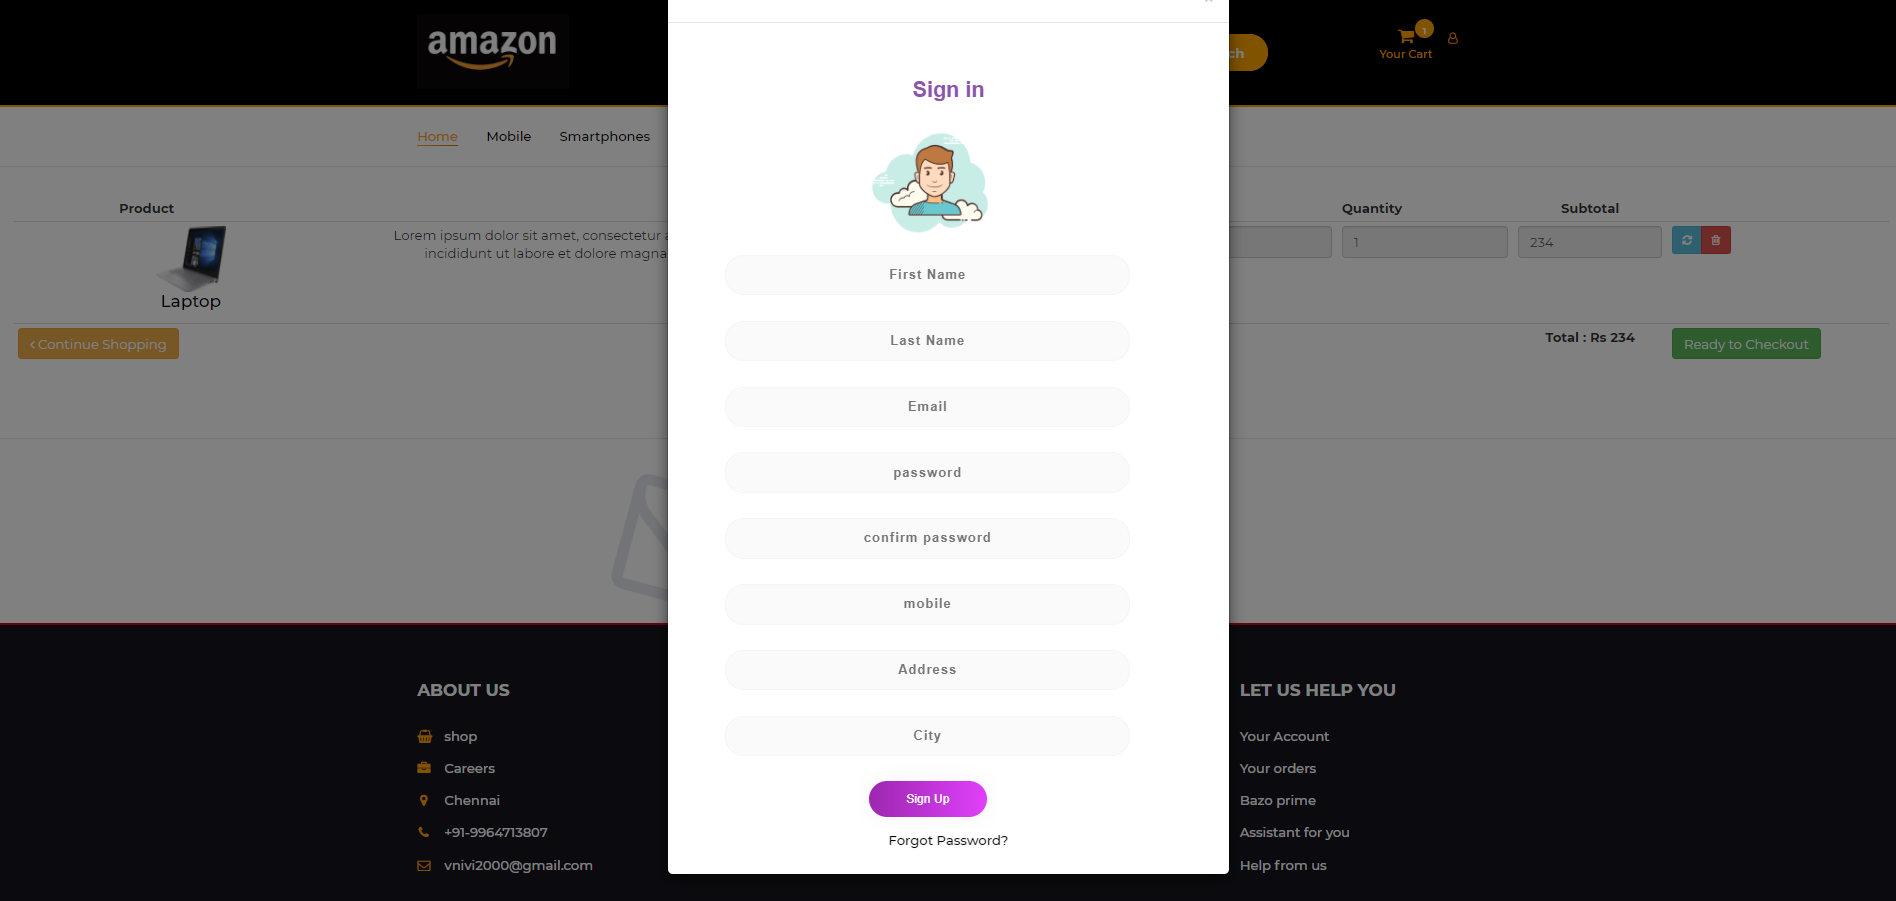 amazon
ch
1
Your Cart
Home
Mobile
Smartphones
Product
Quantity
Subtotal
Lorem ipsum dolor sit amet, consectetur
incididunt ut labore et dolore magna
1
234
Laptop
Continue Shopping
Total : Rs 234
Ready to Checkout
Sign in
First Name
Last Name
Email
password
confirm password
mobile
Address
City
Sign Up
Forgot Password?
ABOUT US
shop
Careers
Chennai
+91-9964713807
vnivi2000@gmail.com
LET US HELP YOU
Your Account
Your orders
Bazo prime
Assistant for you
Help from us